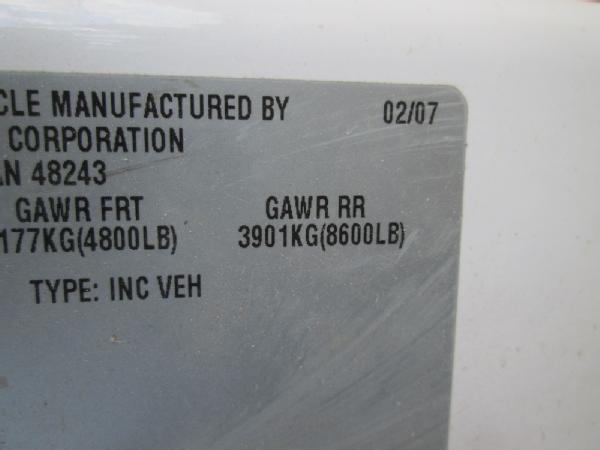 CLE MANUFACTURED BY 02/07
CORPORATION
48243
GAWR FRT GAWR RR
177KG(4800LB) 3901KG(8600LB)
TYPE: INC VEH